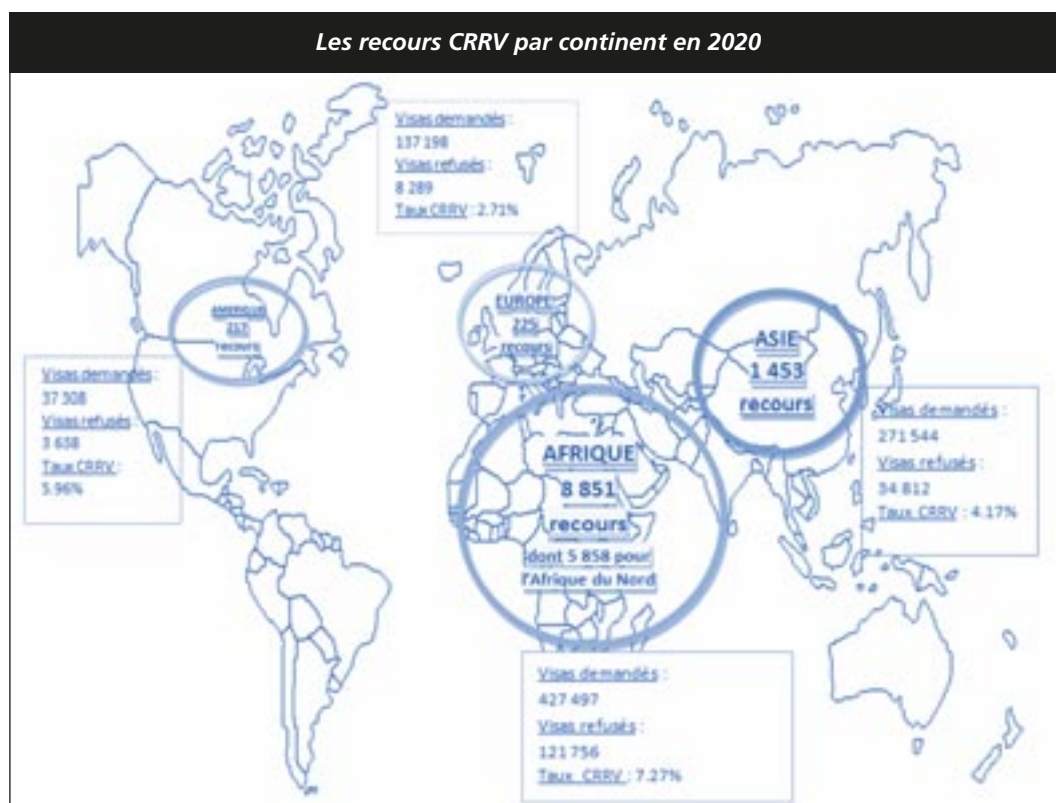 Les recours CRRV par continent en 2020
Visas demandés :
137 198
Visas refusés :
8 289
Taux CRRV : 2.71%
AMERIQUE
217
recours
EUROPE
225
recours
ASIE
1 453
recours
Visas demandés :
37 308
Visas refusés :
3 638
Taux CRRV :
5.96%
Visas demandés :
271 544
Visas refusés :
34 812
Taux CRRV : 4.17%
AFRIQUE
8 851
recours
dont 5 858 pour
l'Afrique du Nord
Visas demandés :
427 497
Visas refusés :
121 756
Taux CRRV : 7.27%